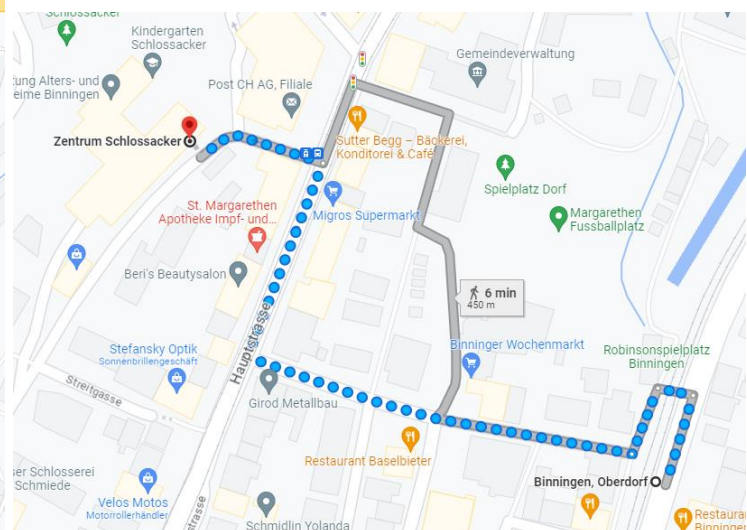 Schlossacker
Kindergarten
Schlossacker
Gemeindeverwaltung
tung Alters- und
eime Binningen
Post CH AG, Filiale
Zentrum Schlossacker
Sutter Begg – Bäckerei,
Konditorei & Café
Spielplatz Dorf
St. Margarethen
Apotheke Impf- und...
Migros Supermarkt
Margarethen
Fussballplatz
Beri's Beautysalon
6 min
450 m
Hauptstrasse
Stefansky Optik
Sonnenbrillengeschäft
Binninger Wochenmarkt
Robinsonspielplatz
Binningen
Streitgasse
Girod Metallbau
Restaurant Baselbieter
ser Schlosserei
Schmiede
Binningen, Oberdorf
Velos Motos
Motorrollerhändler
strasse
Schmidlin Yolanda
Restaurant
Binningen